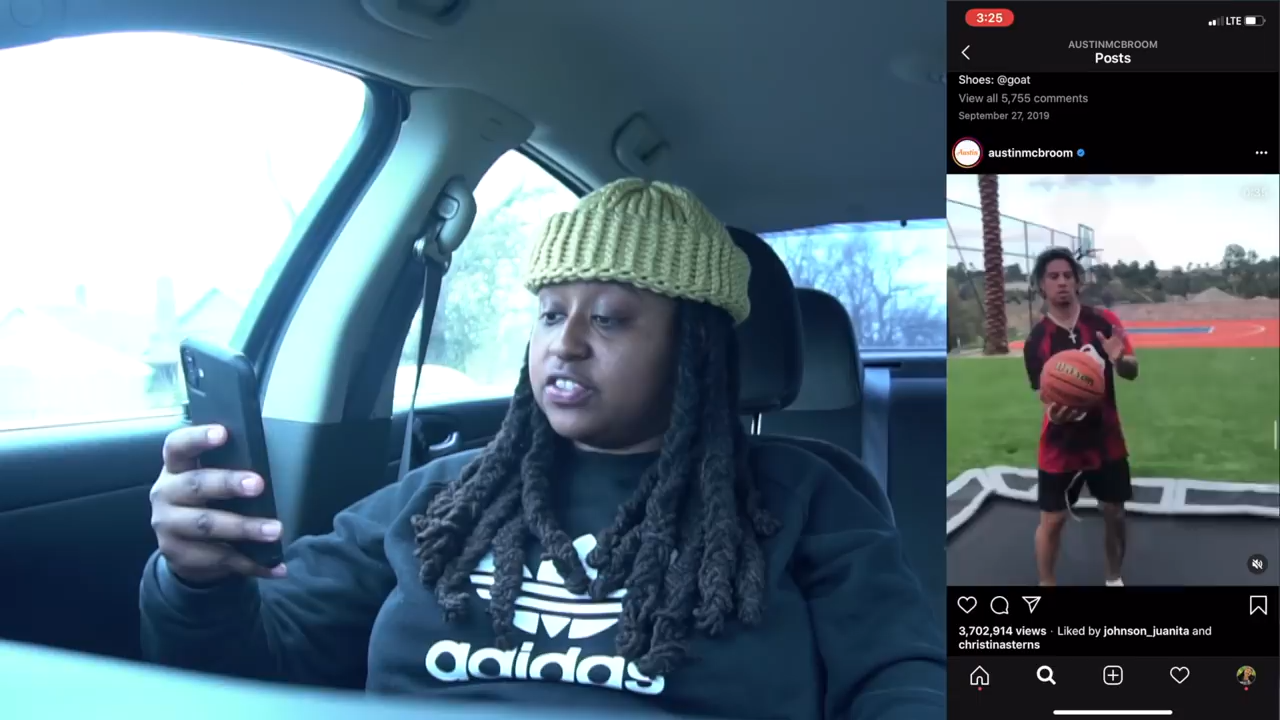 3:25
LTE
AUSTINMCBROOM
Posts
Shoes: @goat
View all 5,755 comments
September 27, 2019
Austin
austinmcbroom
Wilson
3,702,914 views · Liked by johnson_juanita and
christinasterns
adidas